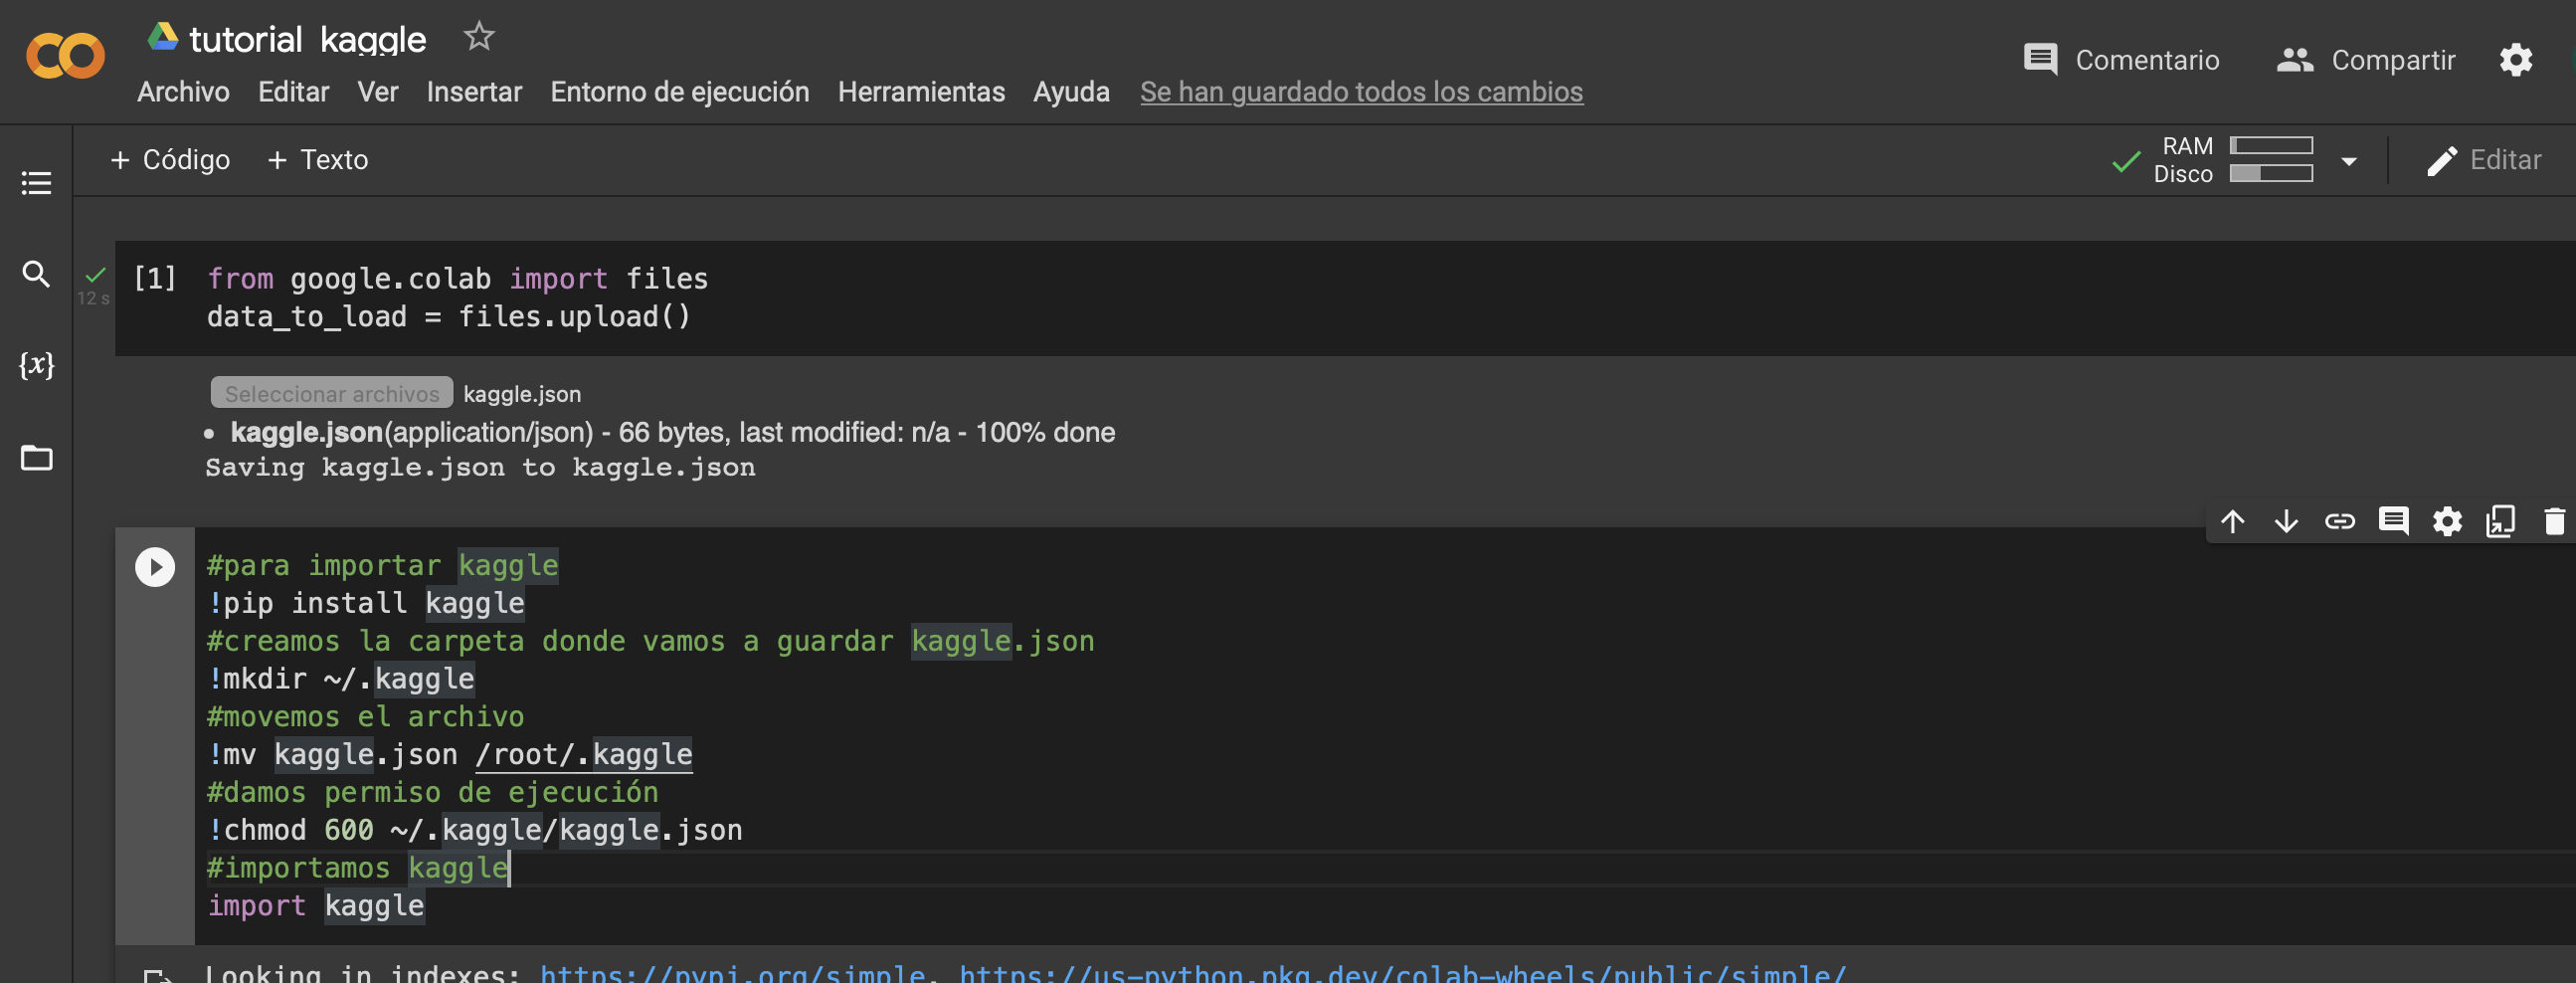 tutorial kaggle
Archivo Editar Ver Insertar Entorno de ejecución Herramientas Ayuda Se han guardado todos los cambios
Comentario Compartir
+ Código + Texto
RAM
Disco
Editar
[1] from google.colab import files
12 s
data_to_load = files.upload()
Seleccionar archivos kaggle.json
• kaggle.json(application/json) - 66 bytes, last modified: n/a - 100% done
Saving kaggle.json to kaggle.json
{x}
#para importar kaggle
!pip install kaggle
#creamos la carpeta donde vamos a guardar kaggle.json
!mkdir ~/.kaggle
#movemos el archivo
!mv kaggle.json /root/.kaggle
#damos permiso de ejecución
!chmod 600 ~/.kaggle/kaggle.json
#importamos kaggle
import kaggle
Looking in indexes: https://pypi.org/simple, https://us-python.pkg.dev/colab-wheels/public/simple/